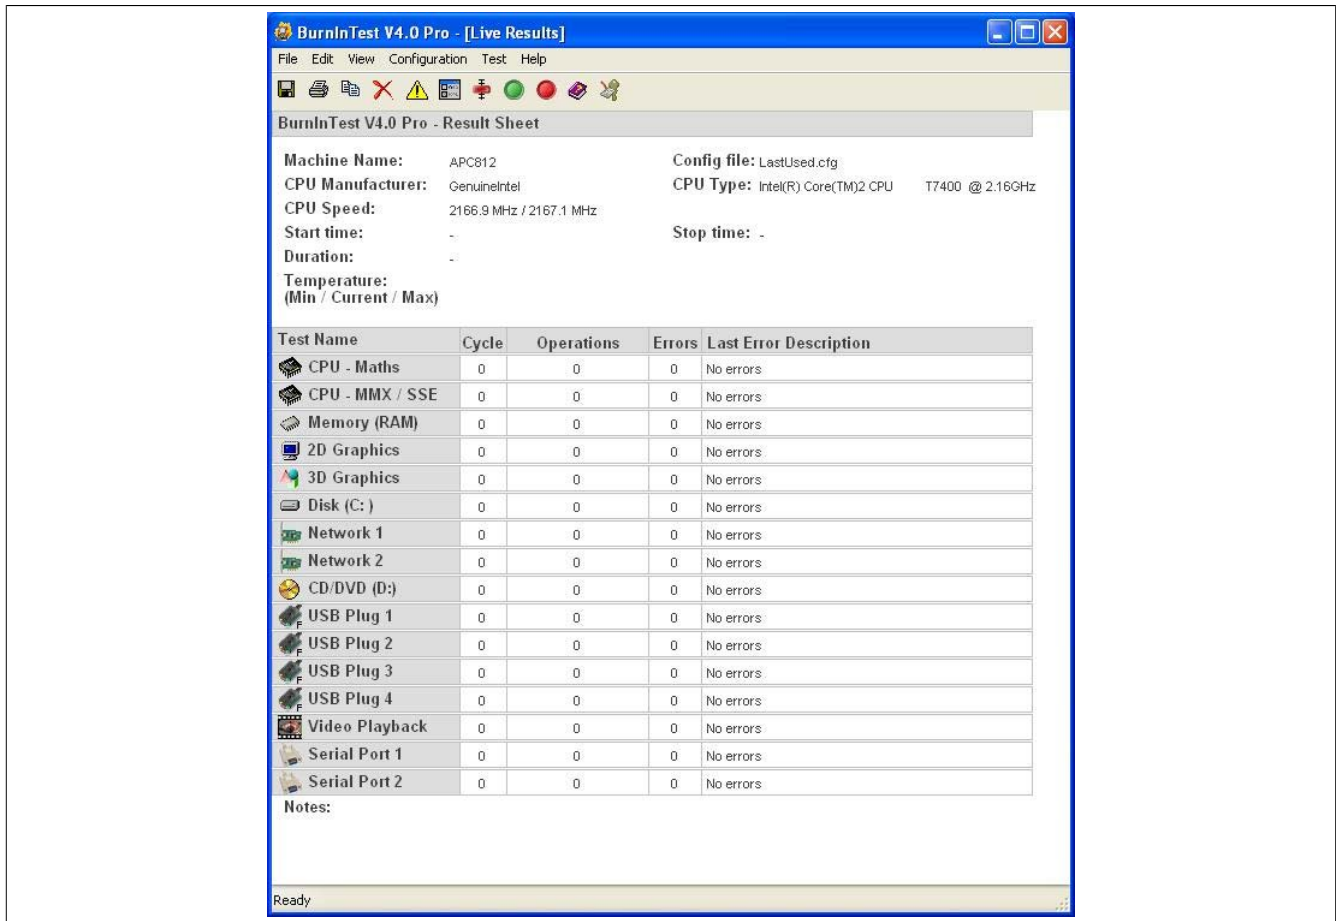 BurnInTest V4.0 Pro - [Live Results]
File Edit View Configuration Test Help
BurnInTest V4.0 Pro - Result Sheet
Machine Name: APC812 Config file: LastUsed.cfg
CPU Manufacturer: GenuineIntel CPU Type: Intel(R) Core(TM)2 CPU T7400 @ 2.16GHz
CPU Speed: 2166.9 MHz / 2167.1 MHz
Start time: - Stop time: -
Duration: -
Temperature:
(Min / Current / Max)
Test Name Cycle Operations Errors Last Error Description
CPU - Maths 0 0 0 No errors
CPU - MMX / SSE 0 0 0 No errors
Memory (RAM) 0 0 0 No errors
2D Graphics 0 0 0 No errors
3D Graphics 0 0 0 No errors
Disk (C: ) 0 0 0 No errors
Network 1 0 0 0 No errors
Network 2 0 0 0 No errors
CD/DVD (D:) 0 0 0 No errors
F USB Plug 1 0 0 0 No errors
F USB Plug 2 0 0 0 No errors
F USB Plug 3 0 0 0 No errors
F USB Plug 4 0 0 0 No errors
Video Playback 0 0 0 No errors
Serial Port 1 0 0 0 No errors
Serial Port 2 0 0 0 No errors
Notes:
Ready